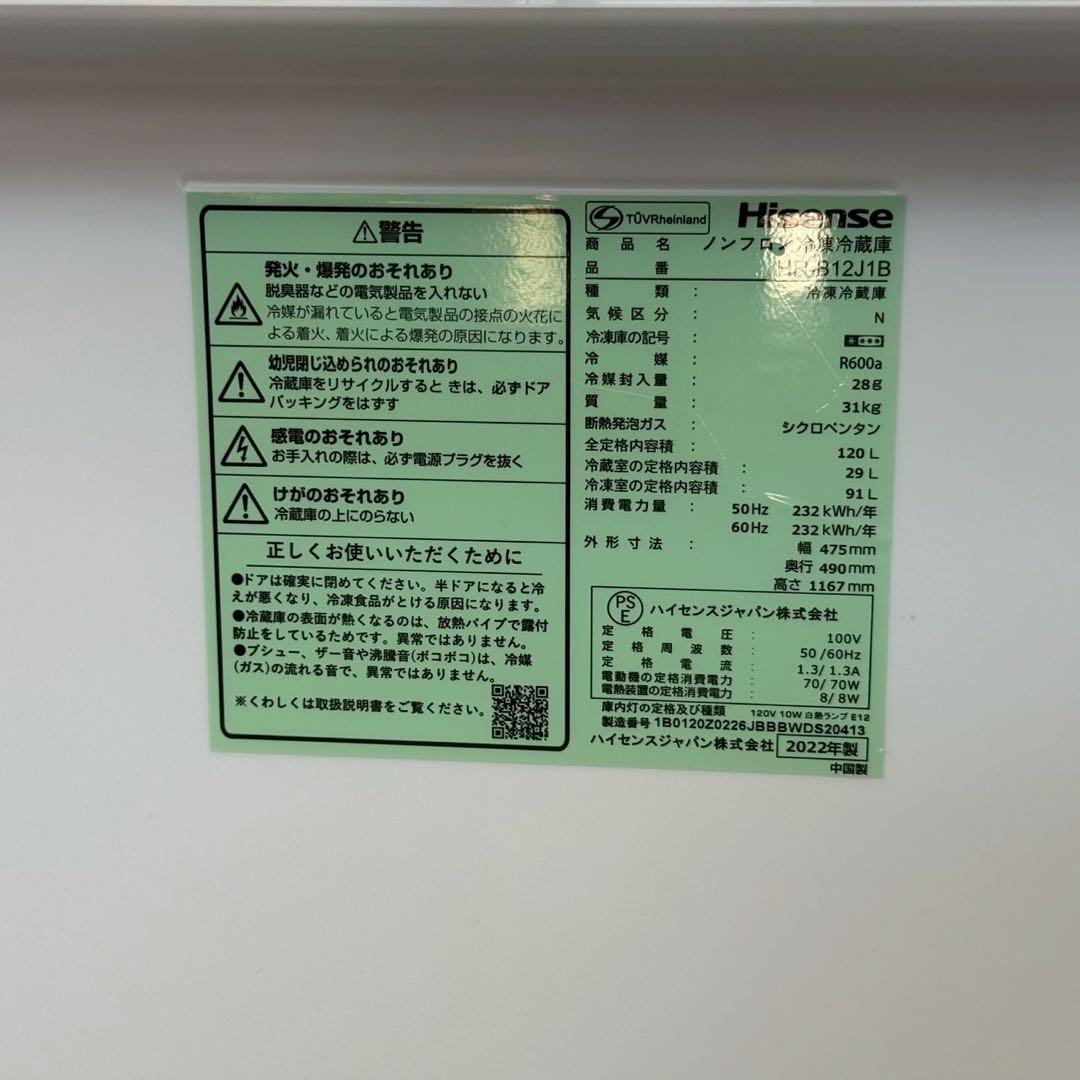 ⚠警告
発火・爆発のおそれあり
脱臭器などの電気製品を入れない
冷媒が漏れていると電気製品の接点の火花に
よる着火、着火による爆発の原因になります。
幼児閉じ込められのおそれあり
冷蔵庫をリサイクルすると きは、必ずドア
パッキングをはずす
感電のおそれあり
お手入れの際は、必ず電源プラグを抜く
けがのおそれあり
冷蔵庫の上にのらない
正しくお使いいただくために
●ドアは確実に閉めてください。半ドアになると冷
えが悪くなり、冷凍食品がとける原因になります。
●冷蔵庫の表面が熱くなるのは、放熱パイプで露付
防止をしているためです。異常ではありません。
●プシュー、ザー音や沸騰音(ボコボコ)は、冷媒
(ガス)の流れる音で、異常ではありません。
※くわしくは取扱説明書をご覧ください。
TÜVRheinland Hisense
商品名 ノンフロン冷凍冷蔵庫
品番 HR-B12J1B
種類 : 冷凍冷蔵庫
気候区分 : N
冷凍庫の記号 : ****
冷媒 : R600a
冷媒封入量 : 28g
質量 : 31kg
断熱発泡ガス : シクロペンタン
全定格内容積 : 120 L
冷蔵室の定格内容積 : 29 L
冷凍室の定格内容積 : 91 L
消費電力量 : 50Hz 232kWh/年
60Hz 232kWh/年
外形寸法 : 幅 475mm
奥行 490mm
高さ 1167mm
PSE ハイセンスジャパン株式会社
定格電圧 : 100V
定格周波数 : 50/60Hz
定格電流 : 1.3/1.3A
電動機の定格消費電力 : 70/70W
電熱装置の定格消費電力 : 8/8W
庫内灯の定格及び種類 120V 10W 白熱ランプ E12
製造番号 1B0120Z0226JBBBWDS20413
ハイセンスジャパン株式会社 2022年製
中国製